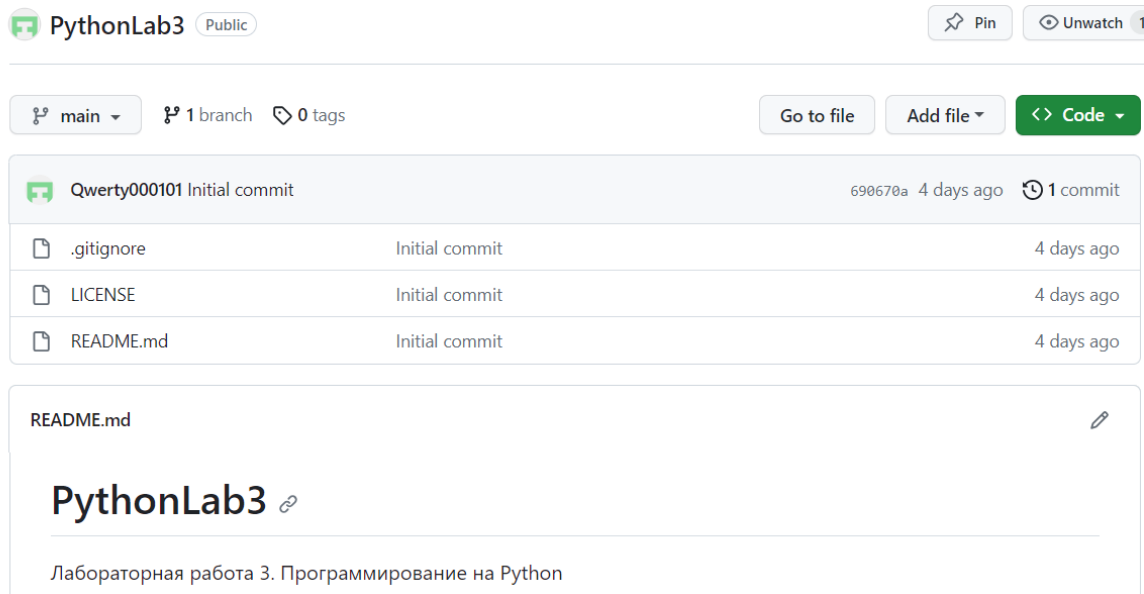 PythonLab3 Public Pin Unwatch 1
main 1 branch 0 tags Go to file Add file <> Code
Qwerty000101 Initial commit 690670a 4 days ago 1 commit
.gitignore Initial commit 4 days ago
LICENSE Initial commit 4 days ago
README.md Initial commit 4 days ago
README.md
PythonLab3
Лабораторная работа 3. Программирование на Python